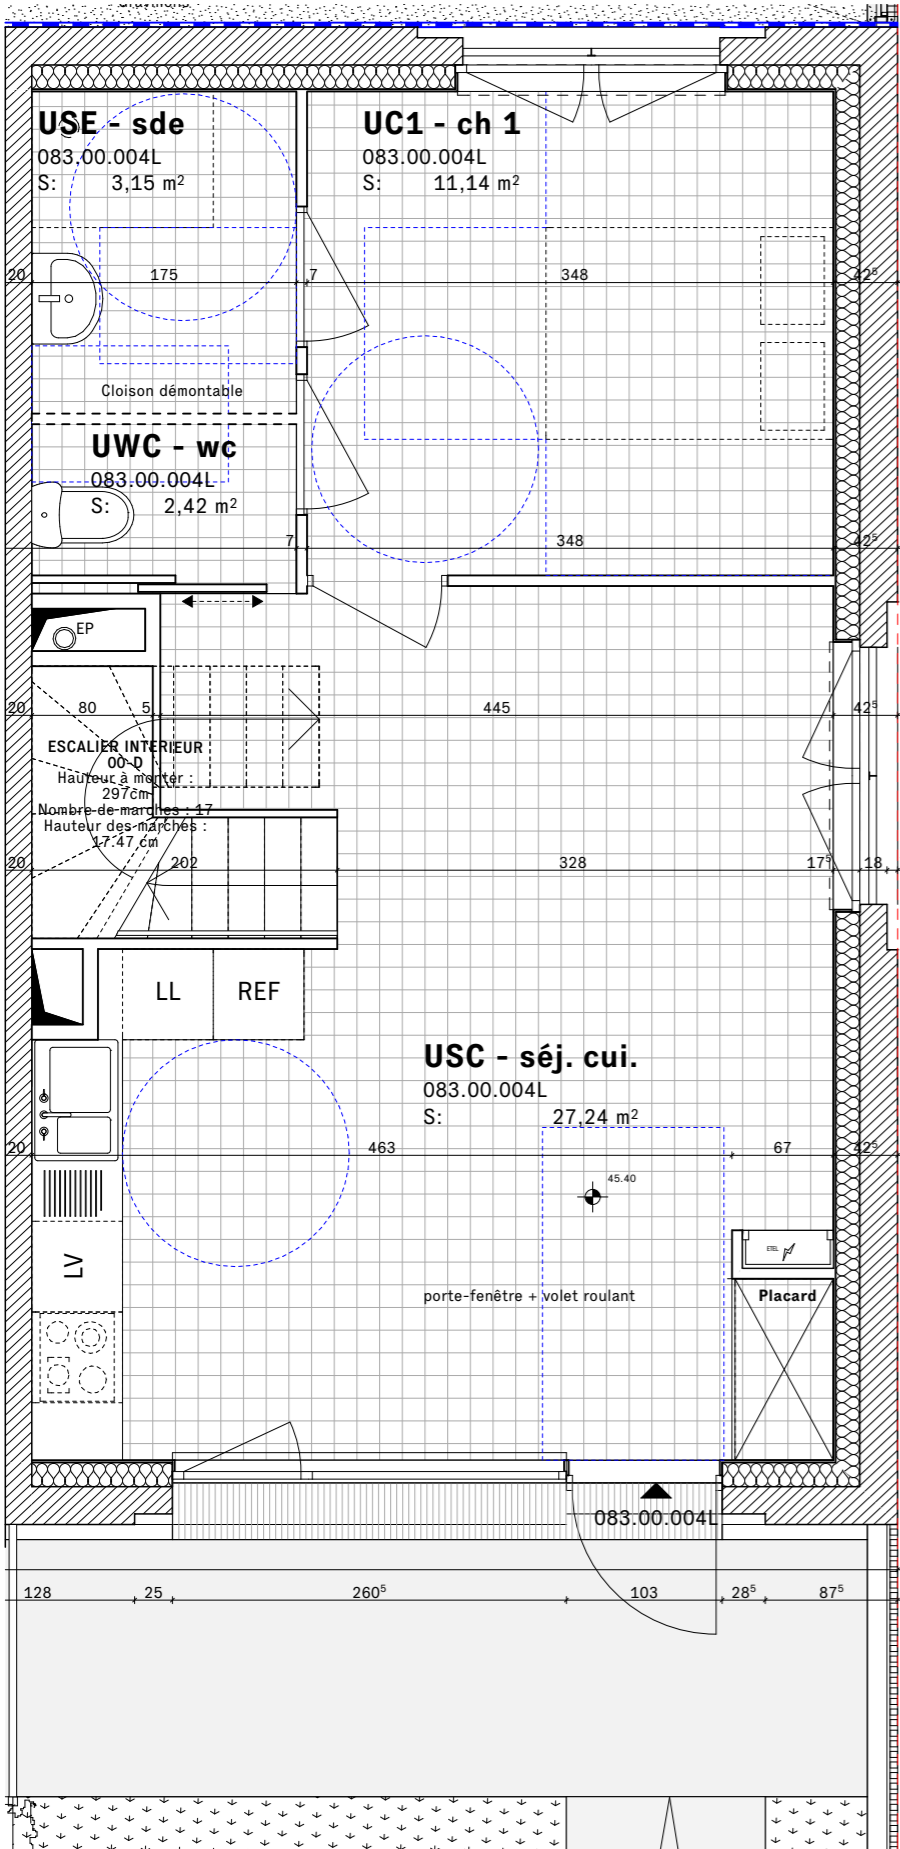 USE - sde
083.00.004L
S: 3,15 m²
UC1 - ch 1
083.00.004L
S: 11,14 m²
20 175 7 348 42⁵
Cloison démontable
UWC - wc
083.00.004L
S: 2,42 m²
7 348 42⁵
EP
20 80 5 445 42⁵
ESCALIER INTERIEUR
00-D
Hauteur à monter :
297cm
Nombre de marches : 17
Hauteur des marches :
17.47 cm
20 202 328 17⁵ 18
LL REF
USC - séj. cui.
083.00.004L
S: 27,24 m²
20 463 67 42⁵
45.40
ETEL
LV
porte-fenêtre + volet roulant
Placard
083.00.004L
128 25 260⁵ 103 28⁵ 87⁵